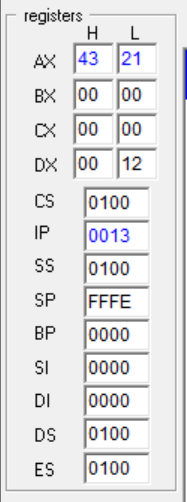 registers
H L
AX 43 21
BX 00 00
CX 00 00
DX 00 12
CS 0100
IP 0013
SS 0100
SP FFFE
BP 0000
SI 0000
DI 0000
DS 0100
ES 0100